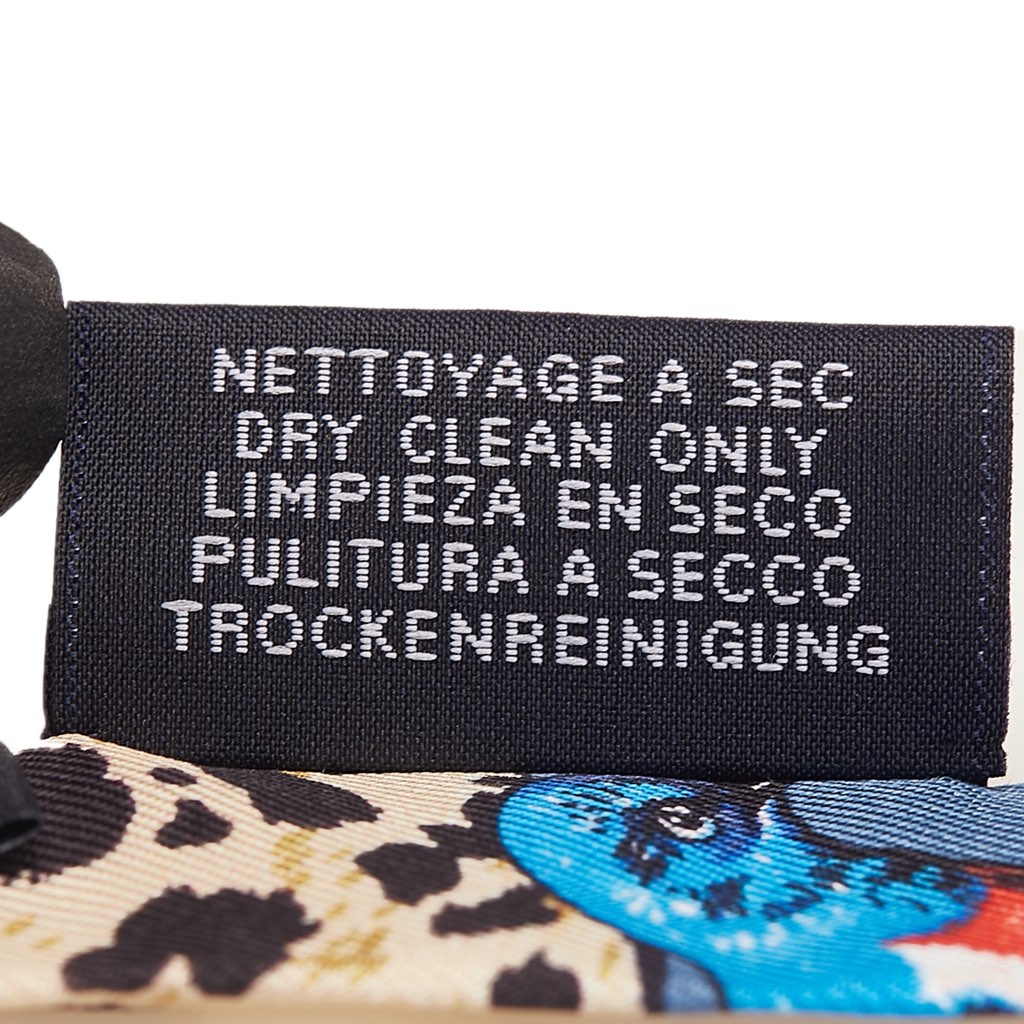 NETTOYAGE A SEC
DRY CLEAN ONLY
LIMPIEZA EN SECO
PULITURA A SECCO
TROCKENREINIGUNG